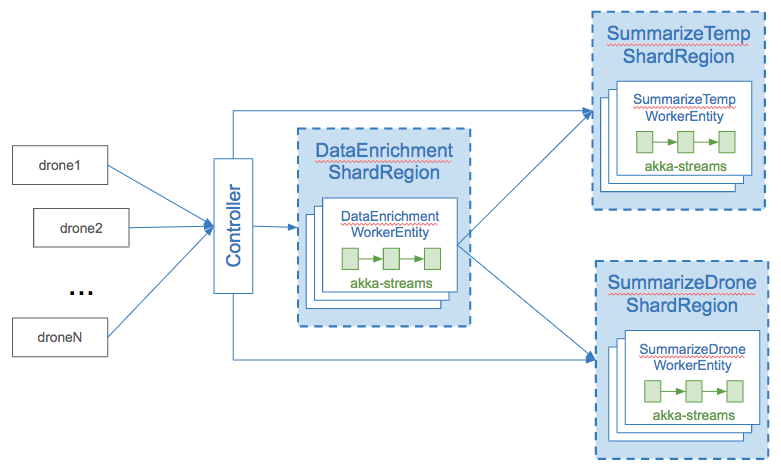 drone1
drone2
...
droneN
Controller
DataEnrichment
ShardRegion
DataEnrichment
WorkerEntity
akka-streams
SummarizeTemp
ShardRegion
SummarizeTemp
WorkerEntity
akka-streams
SummarizeDrone
ShardRegion
SummarizeDrone
WorkerEntity
akka-streams